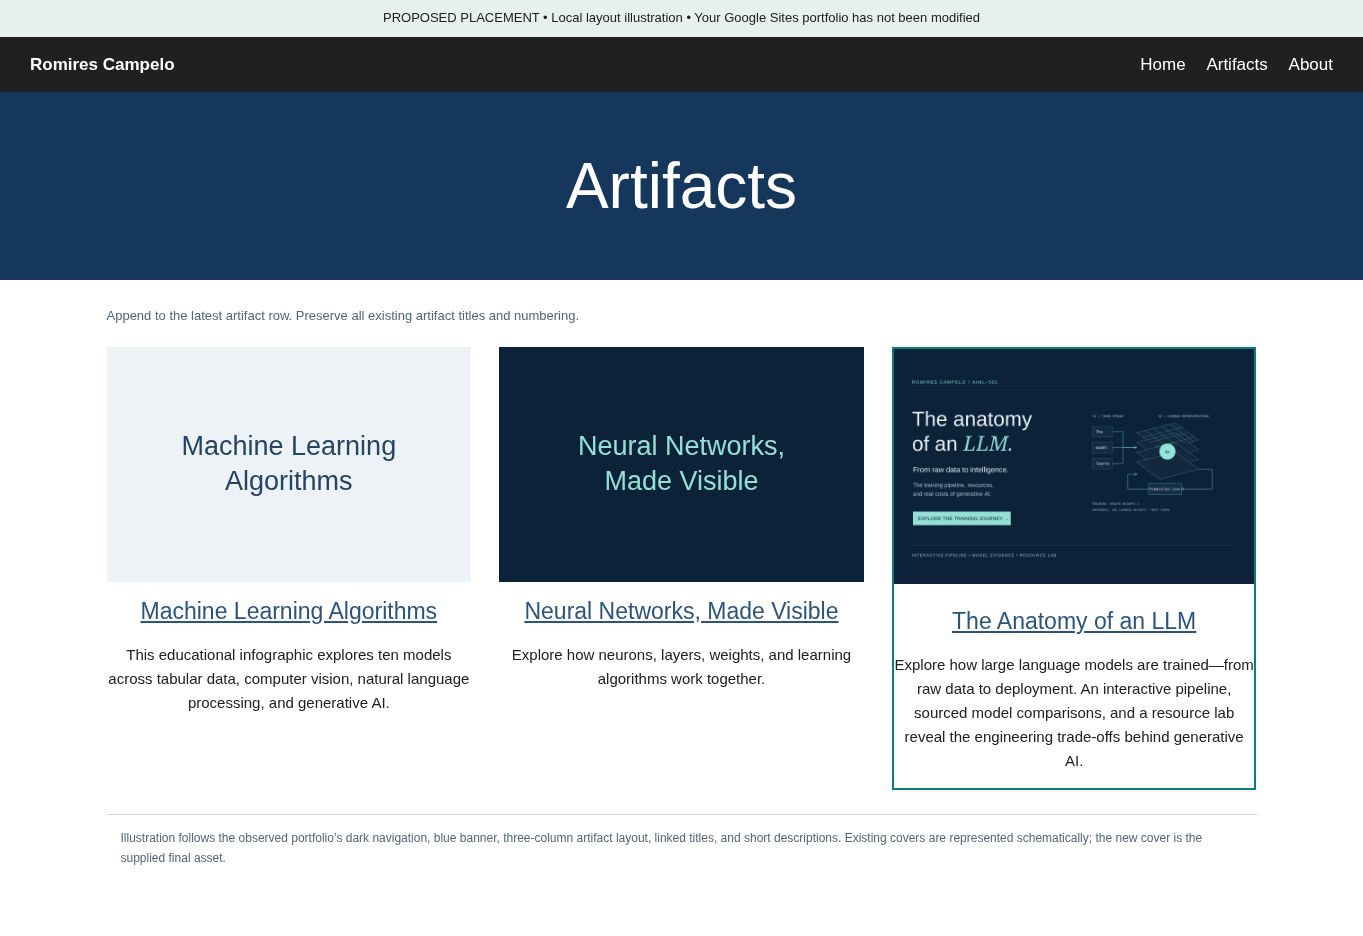 PROPOSED PLACEMENT • Local layout illustration • Your Google Sites portfolio has not been modified
Romires Campelo
Home Artifacts About
Artifacts
Append to the latest artifact row. Preserve all existing artifact titles and numbering.
Machine Learning
Algorithms
Machine Learning Algorithms
This educational infographic explores ten models
across tabular data, computer vision, natural language
processing, and generative AI.
Neural Networks,
Made Visible
Neural Networks, Made Visible
Explore how neurons, layers, weights, and learning
algorithms work together.
ROMIRES CAMPELO / AIML-501
The anatomy
of an LLM.
From raw data to intelligence.
The training pipeline, resources,
and real costs of generative AI.
EXPLORE THE TRAINING JOURNEY
The
model
learns
INTERACTIVE PIPELINE • MODEL EVIDENCE • RESOURCE LAB
The Anatomy of an LLM
Explore how large language models are trained—from
raw data to deployment. An interactive pipeline,
sourced model comparisons, and a resource lab
reveal the engineering trade-offs behind generative
AI.
Illustration follows the observed portfolio's dark navigation, blue banner, three-column artifact layout, linked titles, and short descriptions. Existing covers are represented schematically; the new cover is the
supplied final asset.